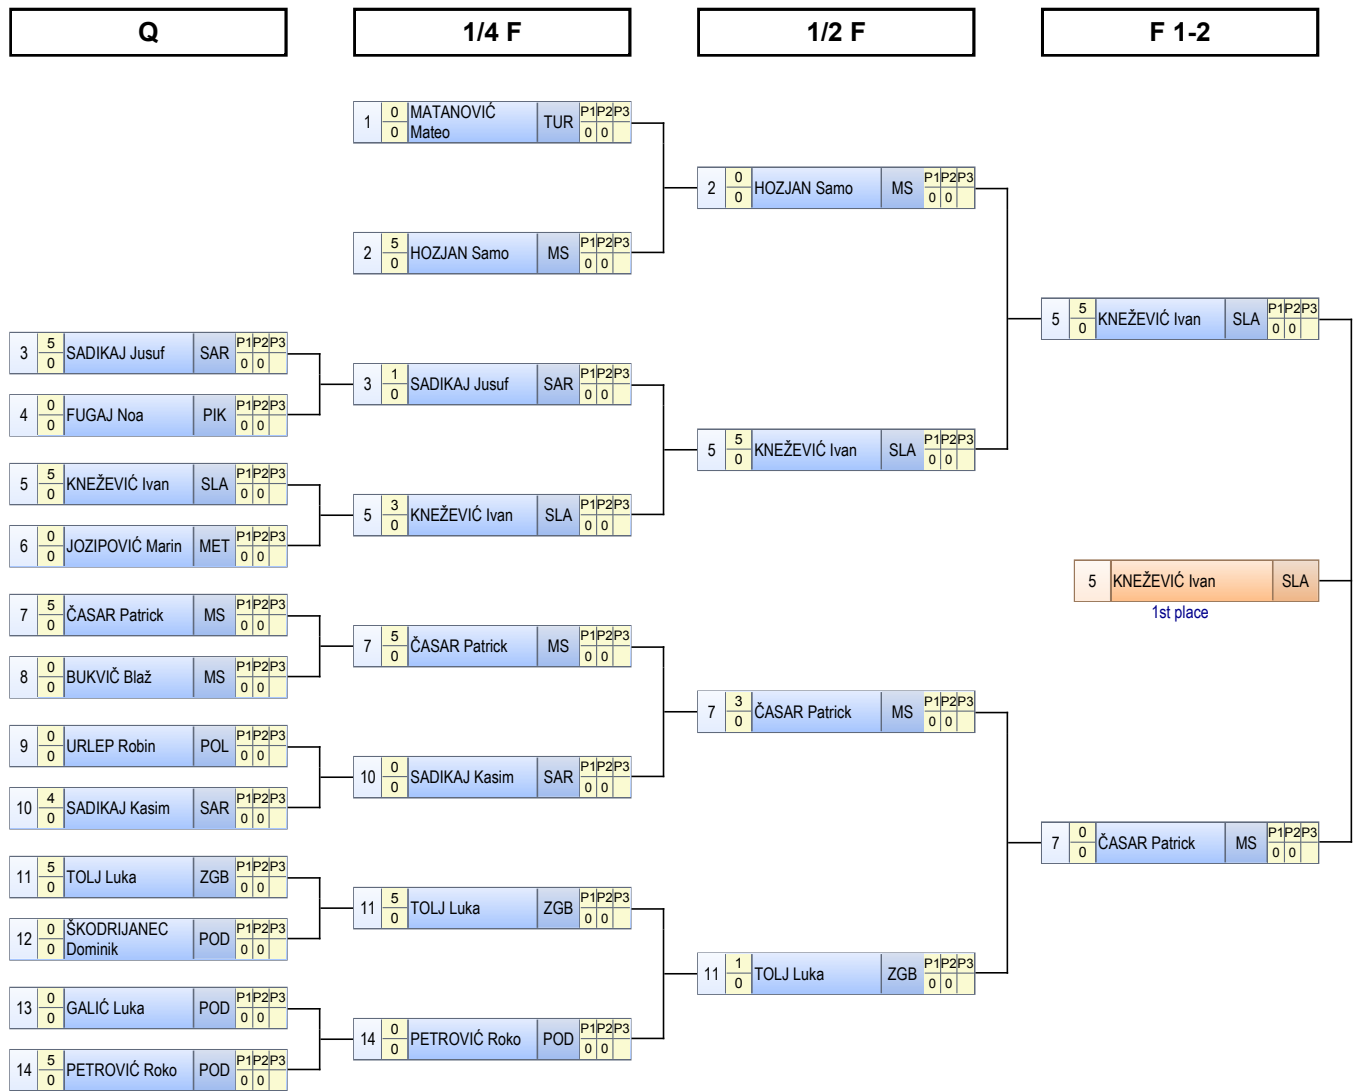 Q
1/4 F
1/2 F
F 1-2
1 0 0 MATANOVIĆ Mateo TUR P1 P2 P3 0 0
2 5 0 HOZJAN Samo MS P1 P2 P3 0 0
3 5 0 SADIKAJ Jusuf SAR P1 P2 P3 0 0
4 0 0 FUGAJ Noa PIK P1 P2 P3 0 0
5 5 0 KNEŽEVIĆ Ivan SLA P1 P2 P3 0 0
6 0 0 JOZIPOVIĆ Marin MET P1 P2 P3 0 0
7 5 0 ČASAR Patrick MS P1 P2 P3 0 0
8 0 0 BUKVIČ Blaž MS P1 P2 P3 0 0
9 0 0 URLEP Robin POL P1 P2 P3 0 0
10 4 0 SADIKAJ Kasim SAR P1 P2 P3 0 0
11 5 0 TOLJ Luka ZGB P1 P2 P3 0 0
12 0 0 ŠKODRIJANEC Dominik POD P1 P2 P3 0 0
13 0 0 GALIĆ Luka POD P1 P2 P3 0 0
14 5 0 PETROVIĆ Roko POD P1 P2 P3 0 0
3 1 0 SADIKAJ Jusuf SAR P1 P2 P3 0 0
5 3 0 KNEŽEVIĆ Ivan SLA P1 P2 P3 0 0
7 5 0 ČASAR Patrick MS P1 P2 P3 0 0
10 0 0 SADIKAJ Kasim SAR P1 P2 P3 0 0
11 5 0 TOLJ Luka ZGB P1 P2 P3 0 0
14 0 0 PETROVIĆ Roko POD P1 P2 P3 0 0
2 0 0 HOZJAN Samo MS P1 P2 P3 0 0
5 5 0 KNEŽEVIĆ Ivan SLA P1 P2 P3 0 0
7 3 0 ČASAR Patrick MS P1 P2 P3 0 0
11 1 0 TOLJ Luka ZGB P1 P2 P3 0 0
5 5 0 KNEŽEVIĆ Ivan SLA P1 P2 P3 0 0
5 KNEŽEVIĆ Ivan SLA
1st place
7 0 0 ČASAR Patrick MS P1 P2 P3 0 0